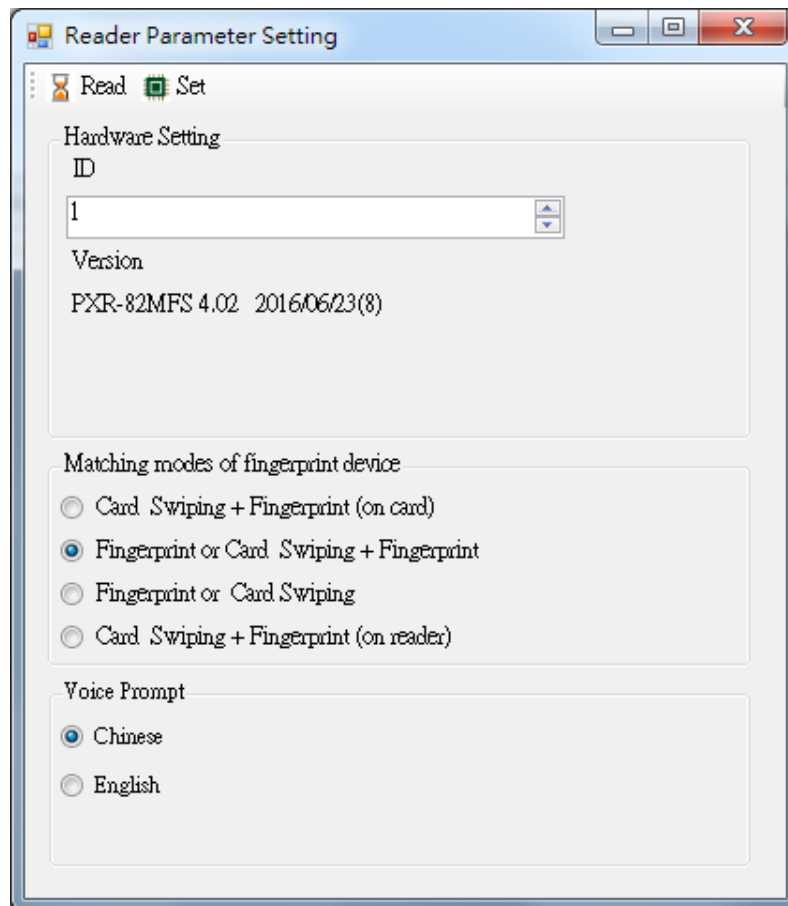 Reader Parameter Setting
Read Set
Hardware Setting
ID
1
Version
PXR-82MFS 4.02 2016/06/23(8)
Matching modes of fingerprint device
Card Swiping + Fingerprint (on card)
Fingerprint or Card Swiping + Fingerprint
Fingerprint or Card Swiping
Card Swiping + Fingerprint (on reader)
Voice Prompt
Chinese
English